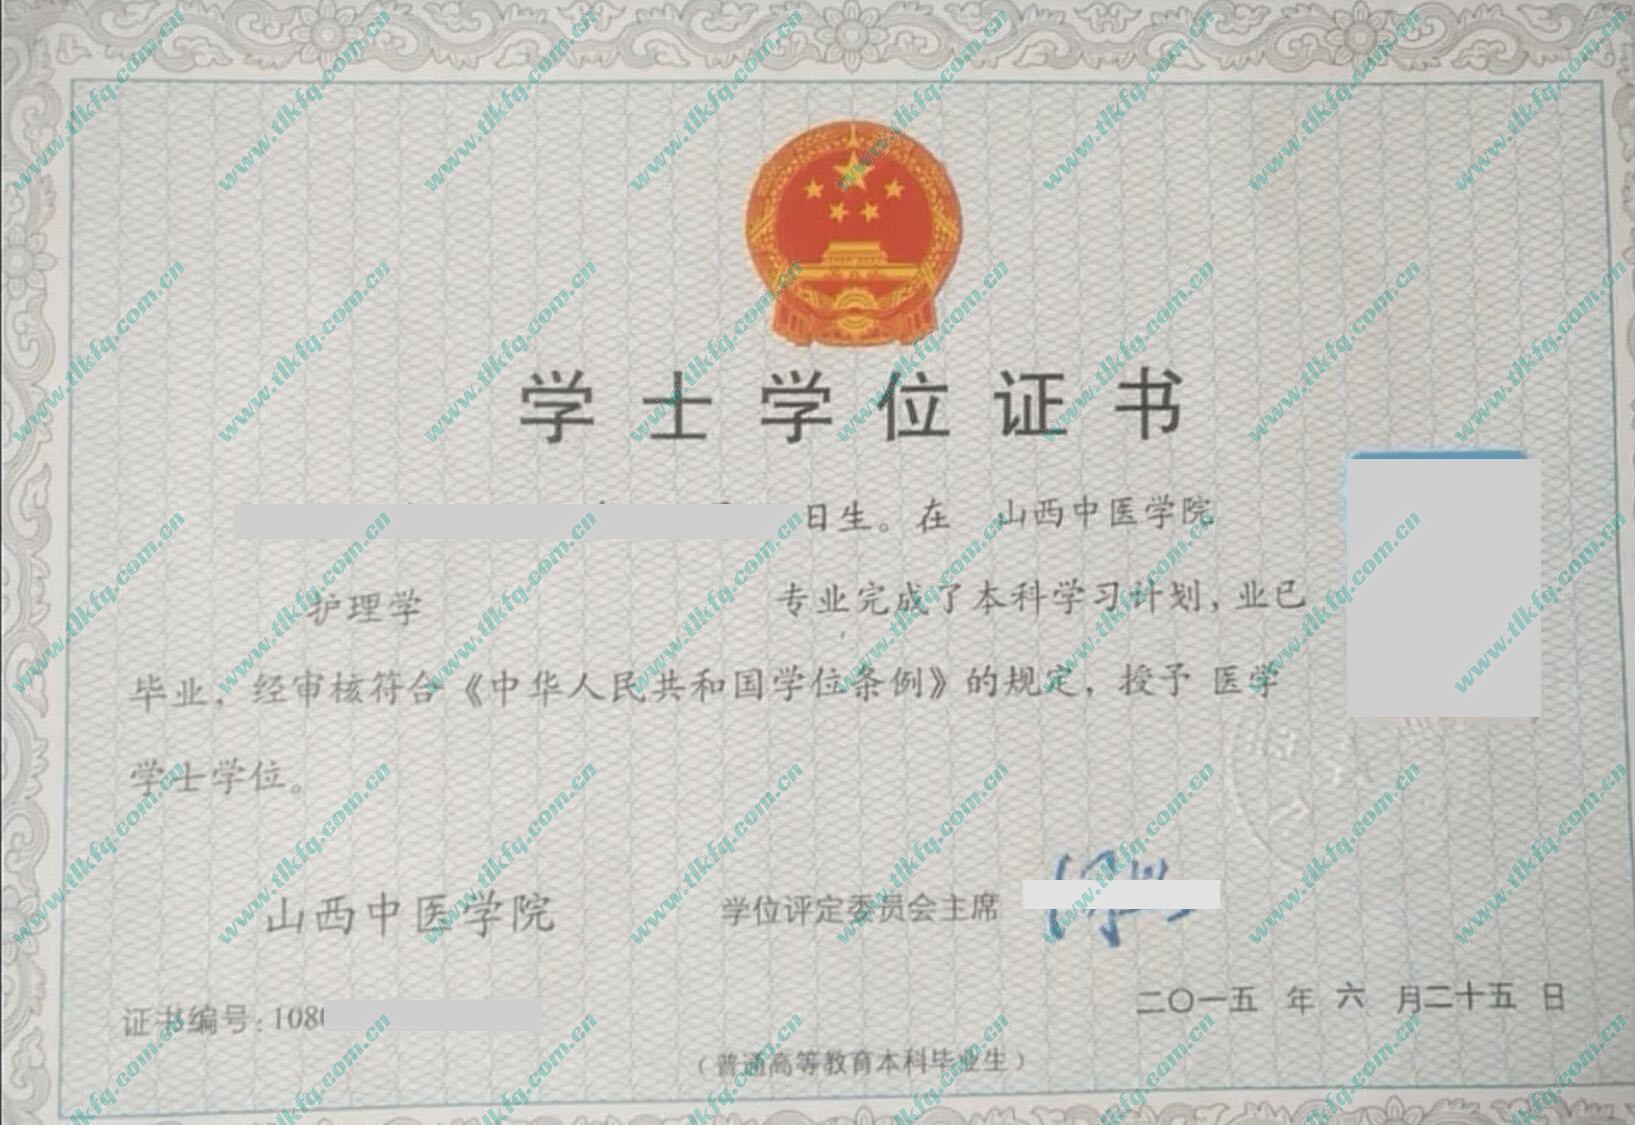 学士学位证书
日生。在 山西中医学院
护理学 专业完成了本科学习计划，业已
毕业，经审核符合《中华人民共和国学位条例》的规定，授予 医学
学士学位。
山西中医学院 学位评定委员会主席
二〇一五 年 六 月二十五 日
证书编号：108
（普通高等教育本科毕业生）
www.tlkfq.com.cn